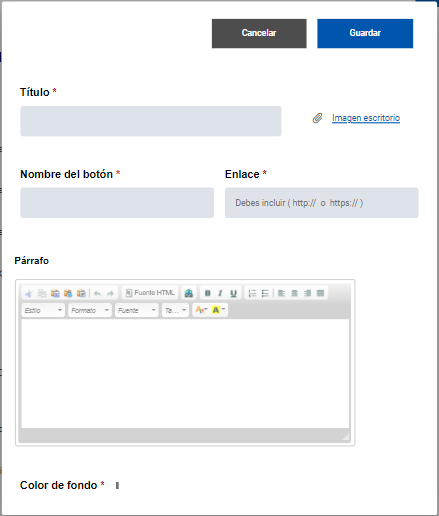 Cancelar Guardar
Título *
Imagen escritorio
Nombre del botón * Enlace *
Debes incluir ( http:// o https:// )
Párrafo
Fuente HTML B I U
Estilo Formato Fuente Ta... A A
Color de fondo *